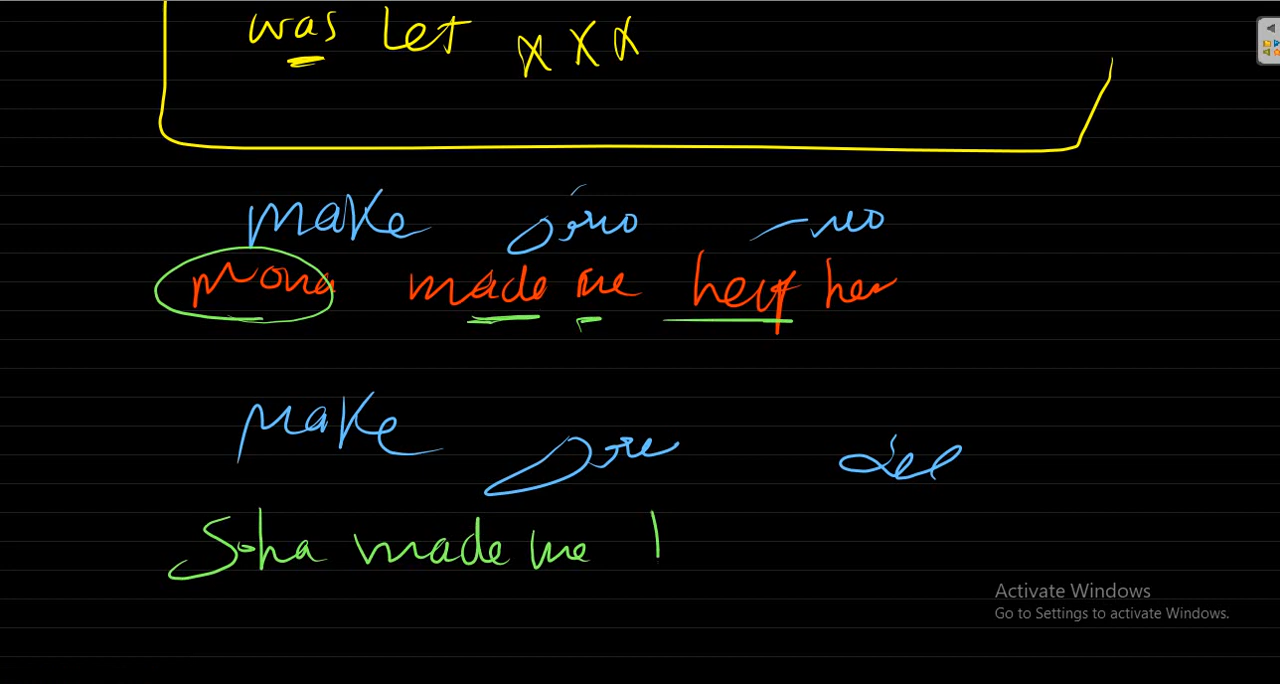 was let xxx
make
Mona made me help her
make
Soha made me
Activate Windows
Go to Settings to activate Windows.